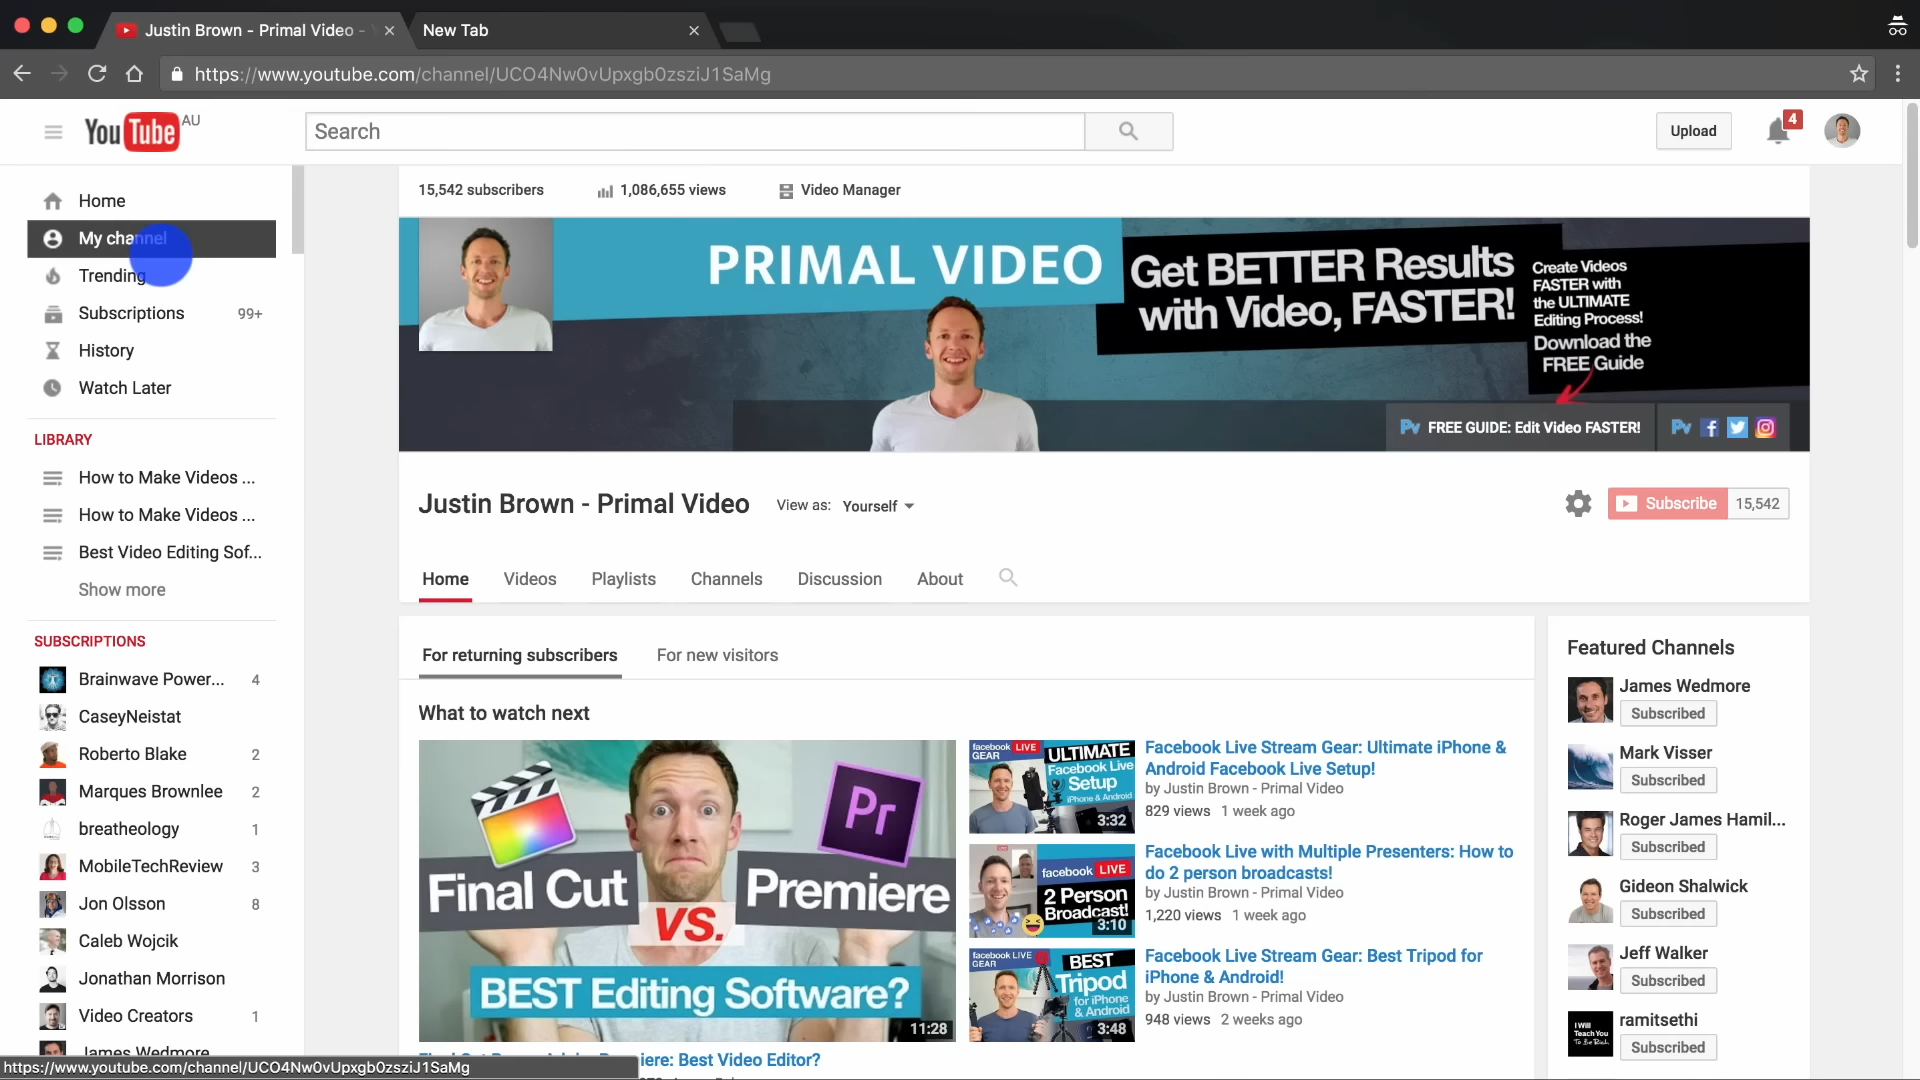 Justin Brown - Primal Video -
New Tab
https://www.youtube.com/channel/UCO4Nw0vUpxgb0zsziJ1SaMg
YouTube AU
Search
Upload
4
Home
My channel
Trending
Subscriptions 99+
History
Watch Later
LIBRARY
How to Make Videos ...
How to Make Videos ...
Best Video Editing Sof...
Show more
SUBSCRIPTIONS
Brainwave Power... 4
CaseyNeistat
Roberto Blake 2
Marques Brownlee 2
breatheology 1
MobileTechReview 3
Jon Olsson 8
Caleb Wojcik
Jonathan Morrison
Video Creators 1
James Wedmore
https://www.youtube.com/channel/UCO4Nw0vUpxgb0zsziJ1SaMg
15,542 subscribers
1,086,655 views
Video Manager
PRIMAL VIDEO
Get BETTER Results
with Video, FASTER!
Create Videos
FASTER with
the ULTIMATE
Editing Process!
Download the
FREE Guide
Pv FREE GUIDE: Edit Video FASTER!
Pv
Justin Brown - Primal Video
View as: Yourself
Subscribe 15,542
Home Videos Playlists Channels Discussion About
For returning subscribers For new visitors
What to watch next
Final Cut
VS.
Premiere
Pr
BEST Editing Software?
11:28
iere: Best Video Editor?
facebook LIVE
GEAR
ULTIMATE
Facebook Live
Setup
iPhone & Android
3:32
Facebook Live Stream Gear: Ultimate iPhone &
Android Facebook Live Setup!
by Justin Brown - Primal Video
829 views 1 week ago
facebook LIVE
2 Person
Broadcast!
3:10
Facebook Live with Multiple Presenters: How to
do 2 person broadcasts!
by Justin Brown - Primal Video
1,220 views 1 week ago
facebook LIVE
GEAR
BEST
Tripod
for iPhone
& Android
3:48
Facebook Live Stream Gear: Best Tripod for
iPhone & Android!
by Justin Brown - Primal Video
948 views 2 weeks ago
Featured Channels
James Wedmore
Subscribed
Mark Visser
Subscribed
Roger James Hamil...
Subscribed
Gideon Shalwick
Subscribed
Jeff Walker
Subscribed
I Will
Teach You
To Be Rich
ramitsethi
Subscribed